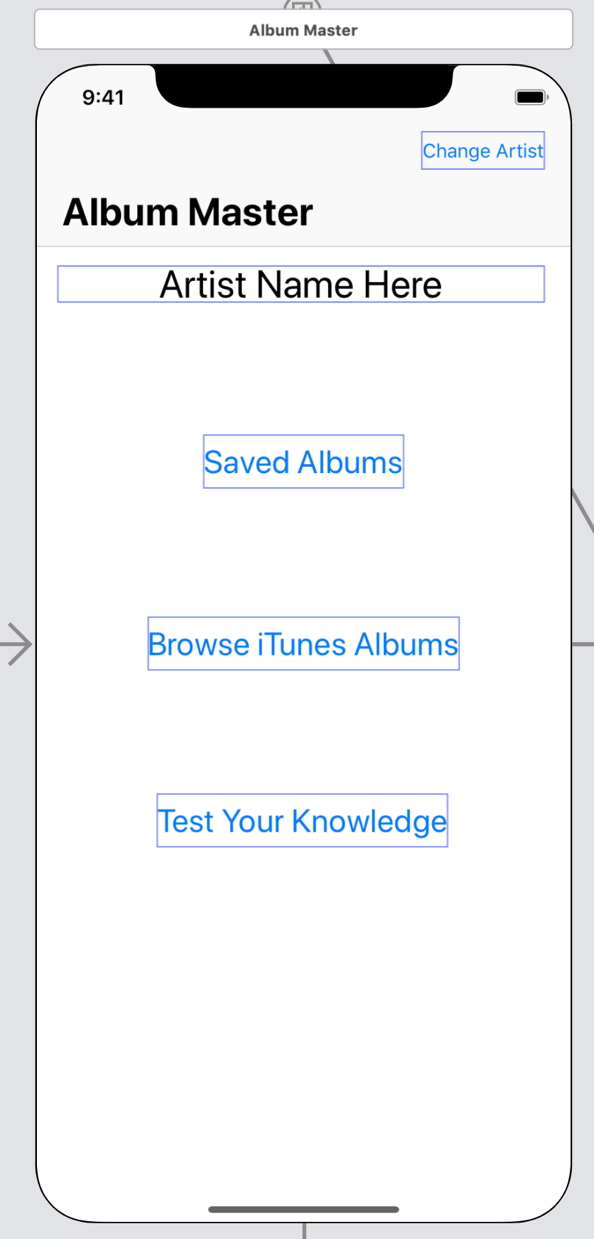 Album Master
9:41
Change Artist
Album Master
Artist Name Here
Saved Albums
Browse iTunes Albums
Test Your Knowledge